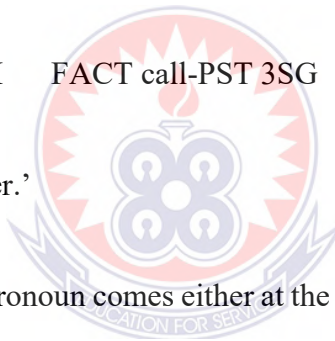 FACT call-PST 3SG
er.’
ronoun comes either at the
EDUCATION FOR SERVICE